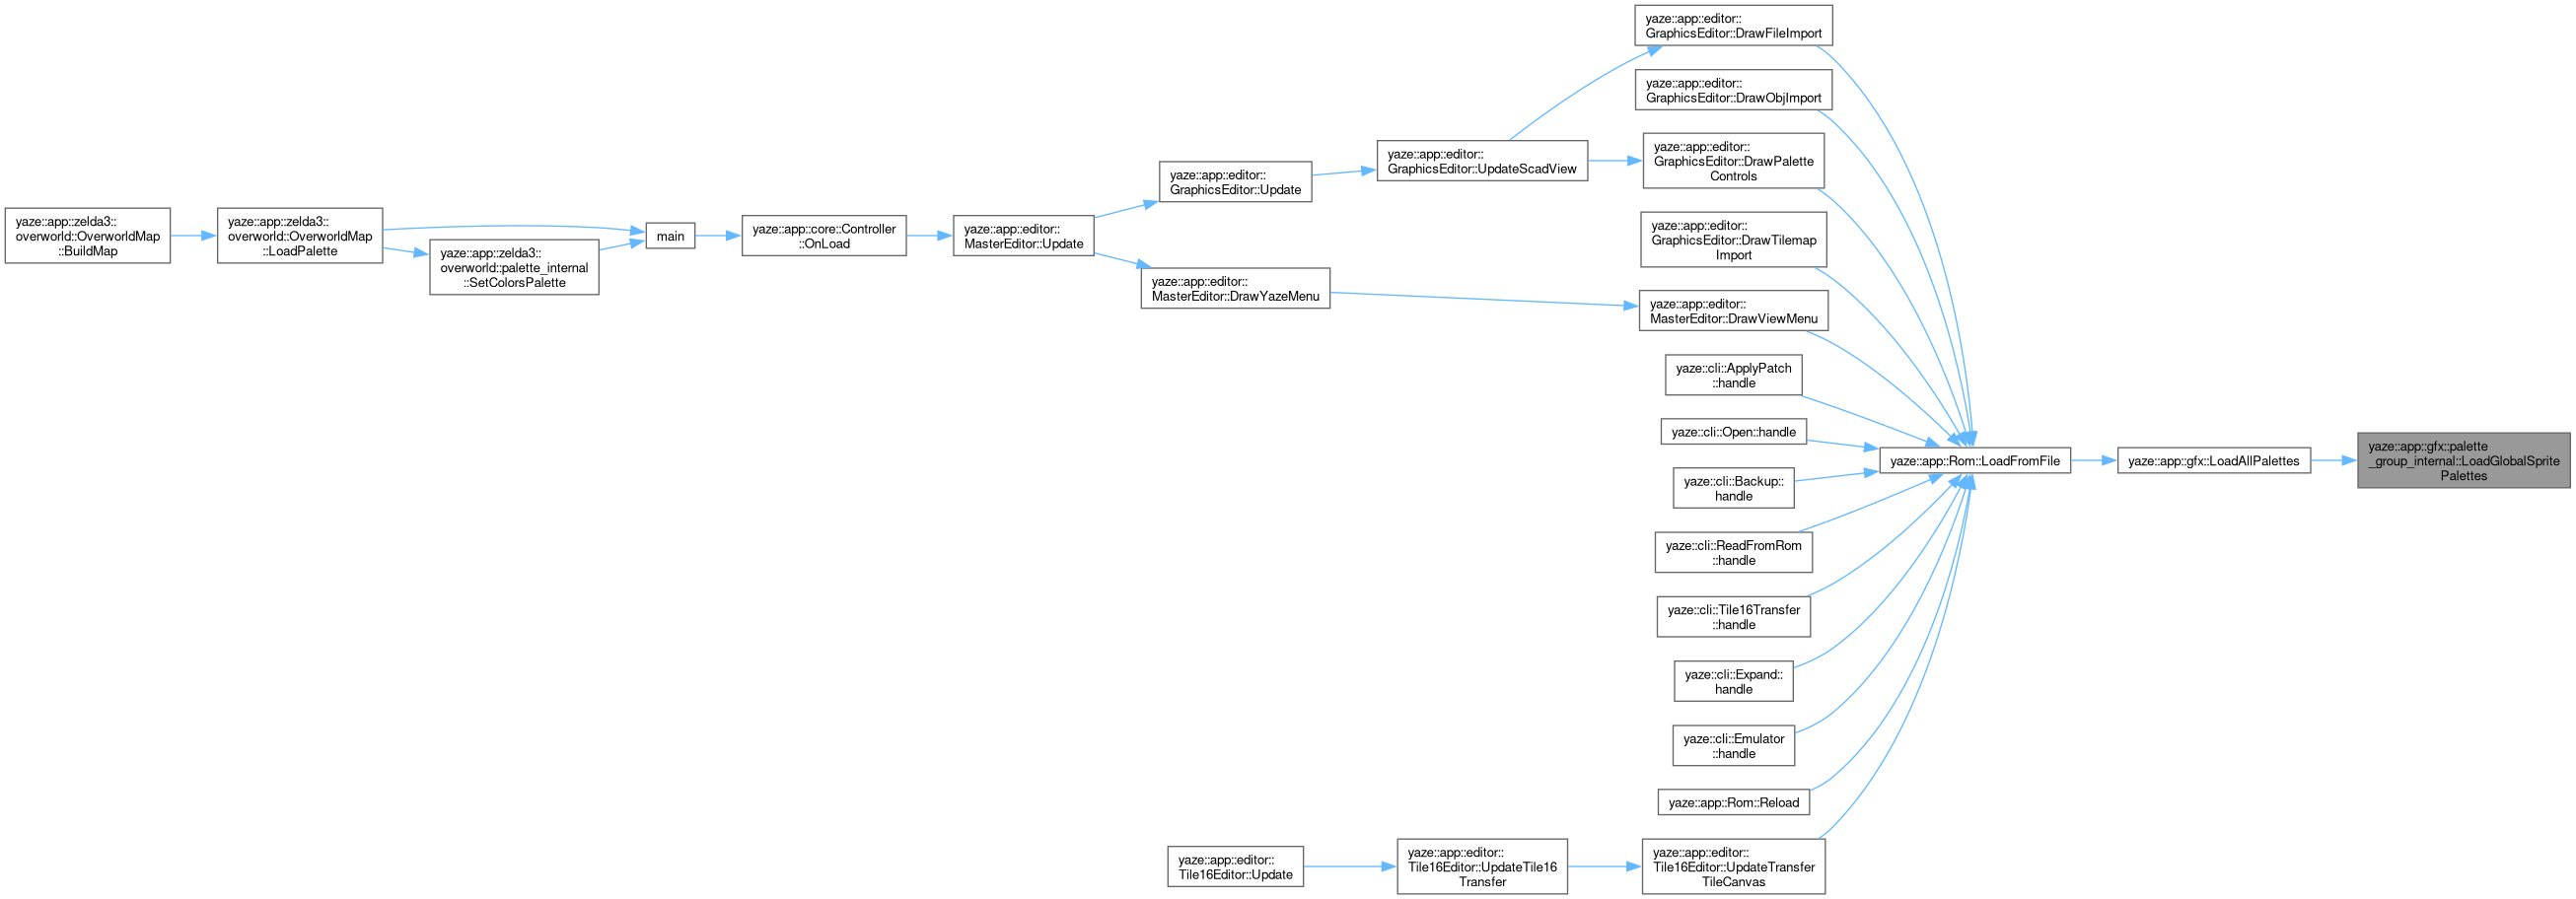 yaze::app::editor::
GraphicsEditor::DrawFileImport
yaze::app::editor::
GraphicsEditor::DrawObjImport
yaze::app::editor::
GraphicsEditor::UpdateScadView
yaze::app::editor::
GraphicsEditor::DrawPalette
Controls
yaze::app::editor::
GraphicsEditor::Update
yaze::app::zelda3::
overworld::OverworldMap
::BuildMap
yaze::app::zelda3::
overworld::OverworldMap
::LoadPalette
yaze::app::zelda3::
overworld::palette_internal
::SetColorsPalette
main
yaze::app::core::Controller
::OnLoad
yaze::app::editor::
MasterEditor::Update
yaze::app::editor::
GraphicsEditor::DrawTilemap
Import
yaze::app::editor::
MasterEditor::DrawYazeMenu
yaze::app::editor::
MasterEditor::DrawViewMenu
yaze::cli::ApplyPatch
::handle
yaze::cli::Open::handle
yaze::app::Rom::LoadFromFile
yaze::app::gfx::LoadAllPalettes
yaze::app::gfx::palette
_group_internal::LoadGlobalSprite
Palettes
yaze::cli::Backup::
handle
yaze::cli::ReadFromRom
::handle
yaze::cli::Tile16Transfer
::handle
yaze::cli::Expand::
handle
yaze::cli::Emulator
::handle
yaze::app::Rom::Reload
yaze::app::editor::
Tile16Editor::Update
yaze::app::editor::
Tile16Editor::UpdateTile16
Transfer
yaze::app::editor::
Tile16Editor::UpdateTransfer
TileCanvas